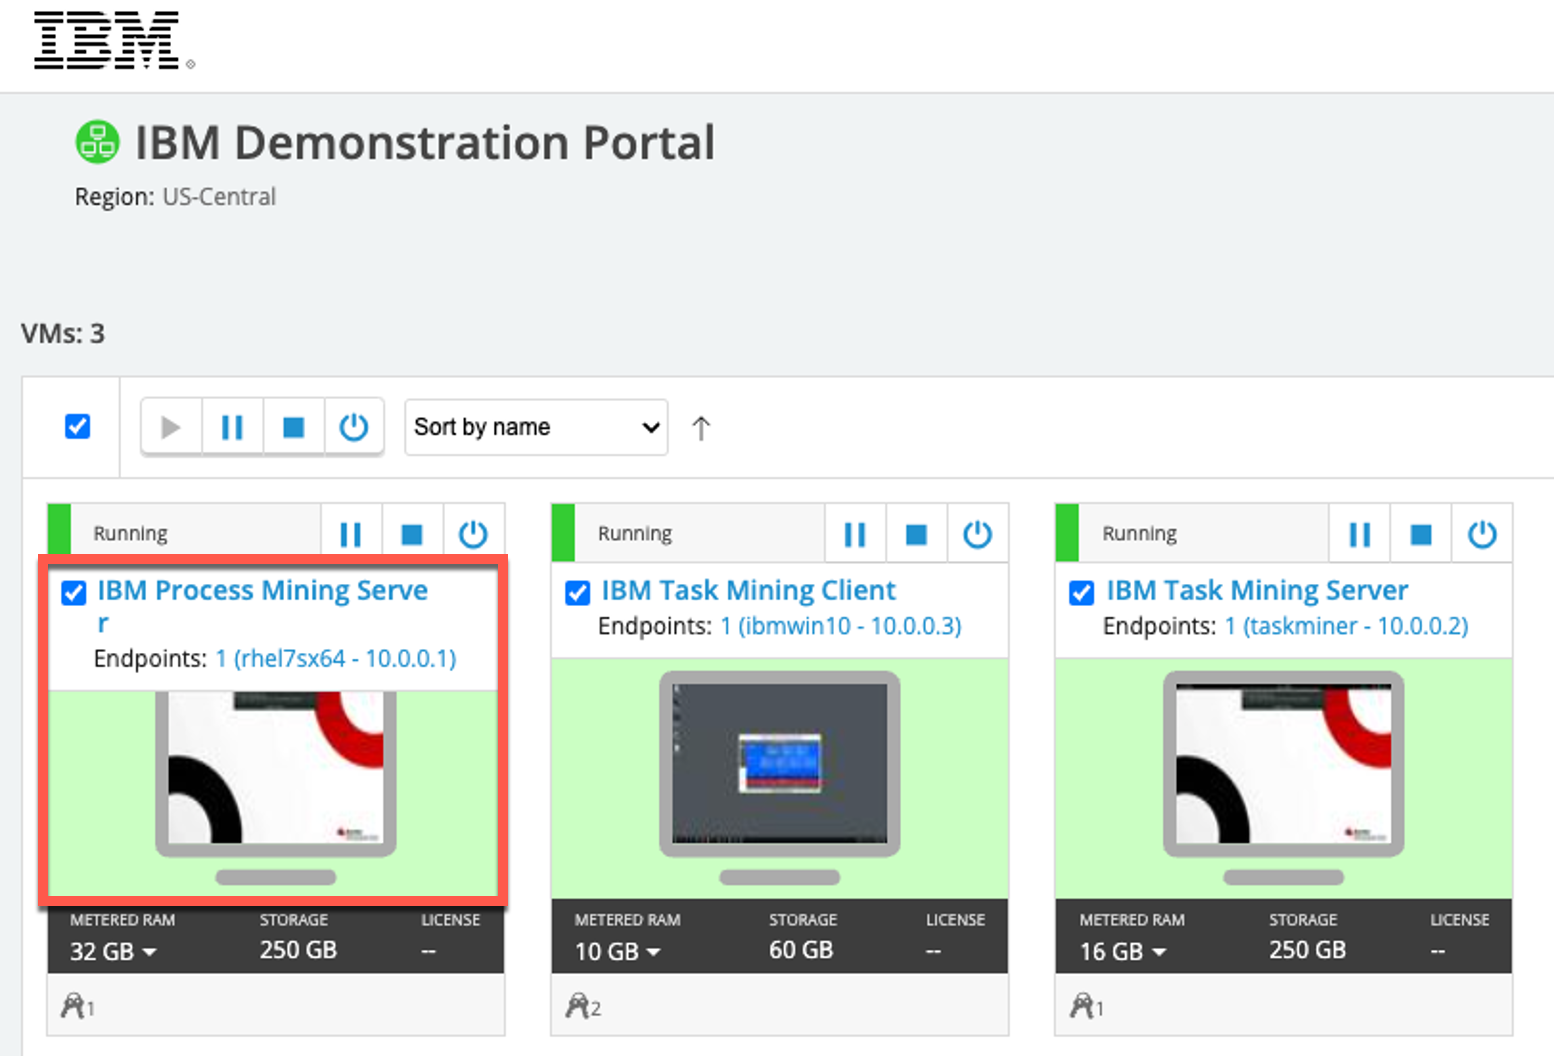 IBM
IBM Demonstration Portal
Region: US-Central
VMs: 3
Sort by name
Running
IBM Process Mining Serve
r
Endpoints: 1 (rhel7sx64 - 10.0.0.1)
METERED RAM STORAGE LICENSE
32 GB 250 GB --
1
Running
IBM Task Mining Client
Endpoints: 1 (ibmwin10 - 10.0.0.3)
METERED RAM STORAGE LICENSE
10 GB 60 GB --
2
Running
IBM Task Mining Server
Endpoints: 1 (taskminer - 10.0.0.2)
METERED RAM STORAGE LICENSE
16 GB 250 GB --
1